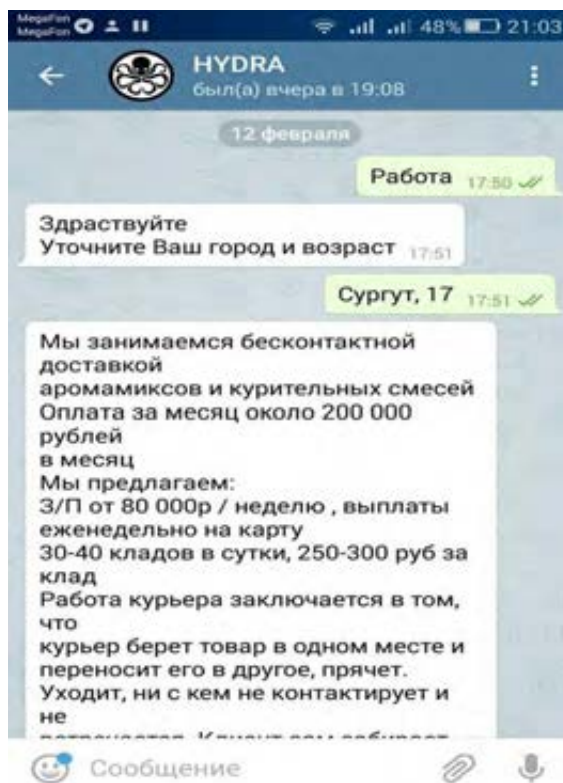 MegaFon
MegaFon
48% 21:03
HYDRA
был(а) вчера в 19:08
12 февраля
Работа 17:50
Здраствуйте
Уточните Ваш город и возраст 17:51
Сургут, 17 17:51
Мы занимаемся бесконтактной
доставкой
аромамиксов и курительных смесей
Оплата за месяц около 200 000
рублей
в месяц
Мы предлагаем:
З/П от 80 000р / неделю , выплаты
еженедельно на карту
30-40 кладов в сутки, 250-300 руб за
клад
Работа курьера заключается в том,
что
курьер берет товар в одном месте и
переносит его в другое, прячет.
Уходит, ни с кем не контактирует и
не
Сообщение